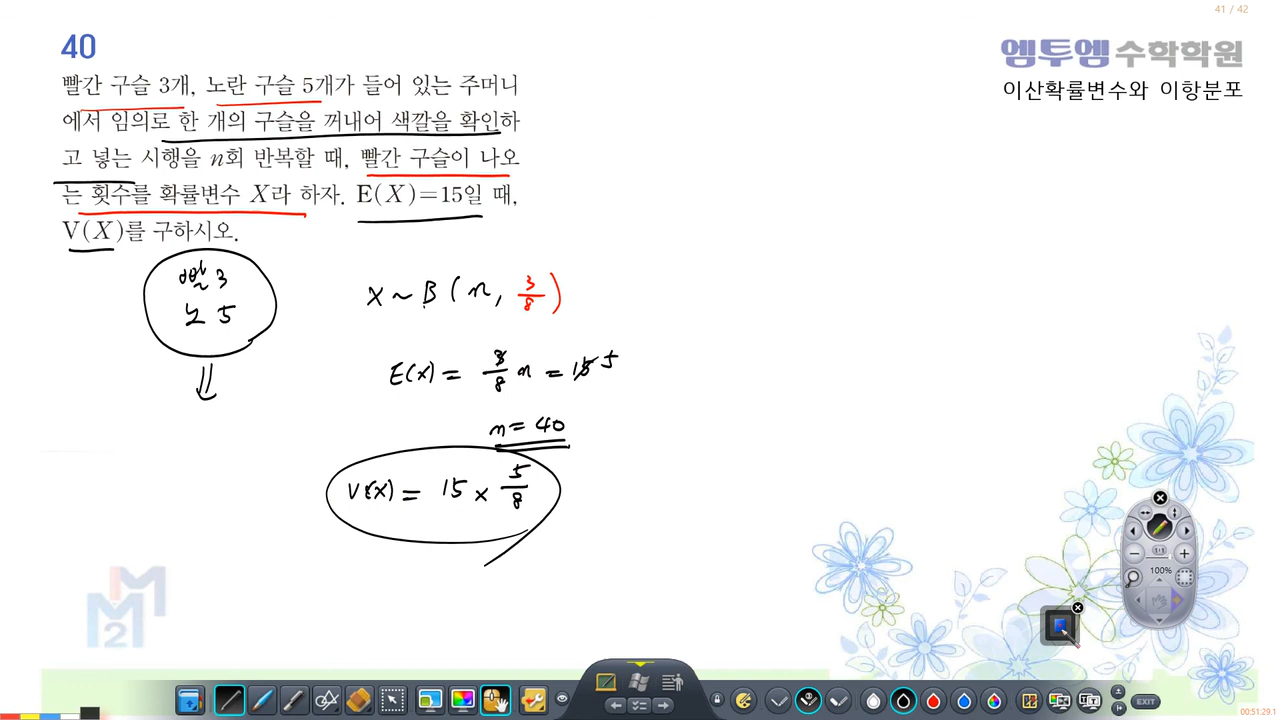 41 / 42
40
엠투엠수학학원
이산확률변수와 이항분포
빨간 구슬 3개, 노란 구슬 5개가 들어 있는 주머니
에서 임의로 한 개의 구슬을 꺼내어 색깔을 확인하
고 넣는 시행을 n회 반복할 때, 빨간 구슬이 나오
는 횟수를 확률변수 X라 하자. E(X)=15일 때,
V(X)를 구하시오.
빨 3
노 5
X ~ B(n, 3/8)
E(X) = 3/8 n = 15 5
n = 40
V(X) = 15 × 5/8
M
M2
1:1
100%
EXIT
00:51:29.1